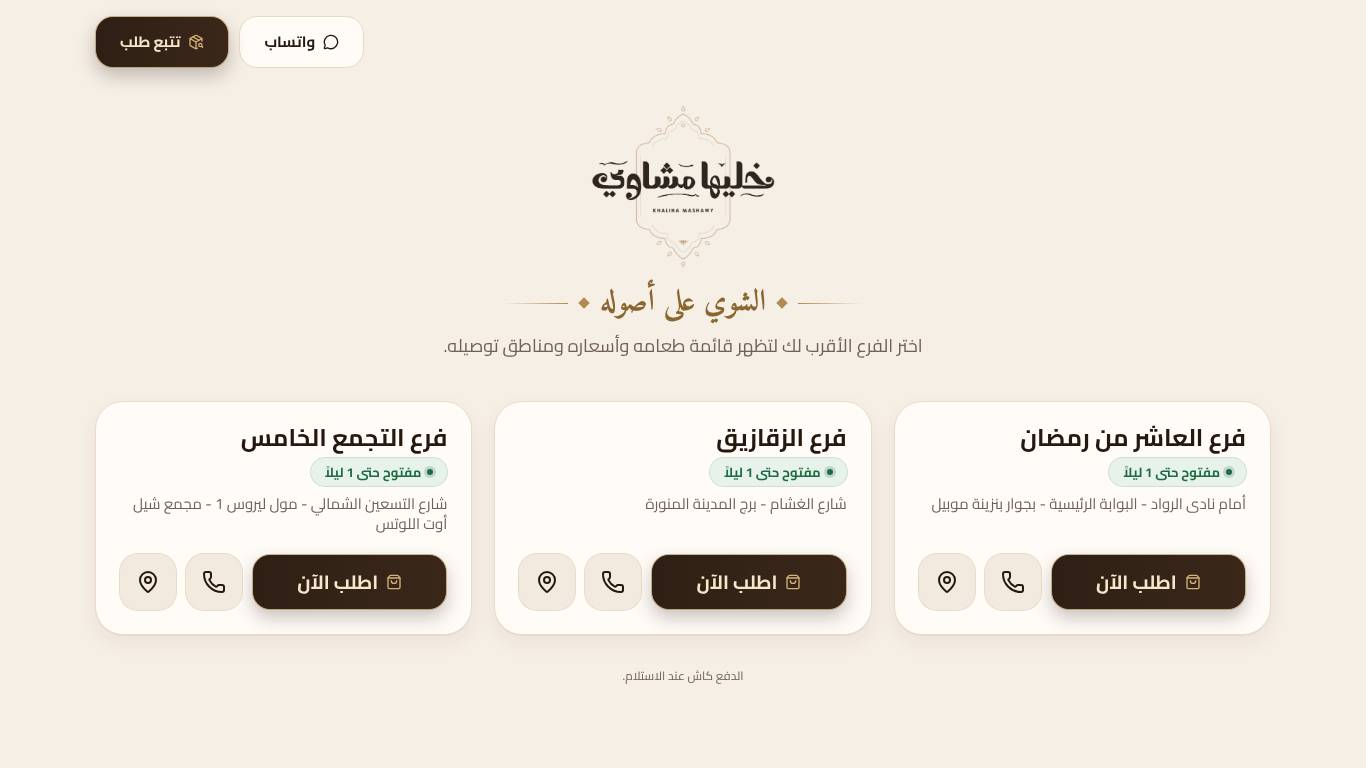 واتساب
تتبع طلب
خليها مشاوي
KHALIHA MASHAWY
الشوي على أصوله
اختر الفرع الأقرب لك لتظهر قائمة طعامه وأسعاره ومناطق توصيله.
فرع العاشر من رمضان
مفتوح حتى 1 ليلاً
أمام نادى الرواد - البوابة الرئيسية - بجوار بنزينة موبيل
اطلب الآن
فرع الزقازيق
مفتوح حتى 1 ليلاً
شارع الغشام - برج المدينة المنورة
اطلب الآن
فرع التجمع الخامس
مفتوح حتى 1 ليلاً
شارع التسعين الشمالي - مول ليروس 1 - مجمع شيل
أوت اللوتس
اطلب الآن
الدفع كاش عند الاستلام.